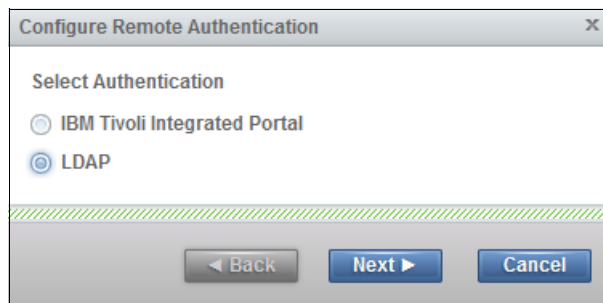 Configure Remote Authentication x
Select Authentication
IBM Tivoli Integrated Portal
LDAP
◄ Back Next ► Cancel